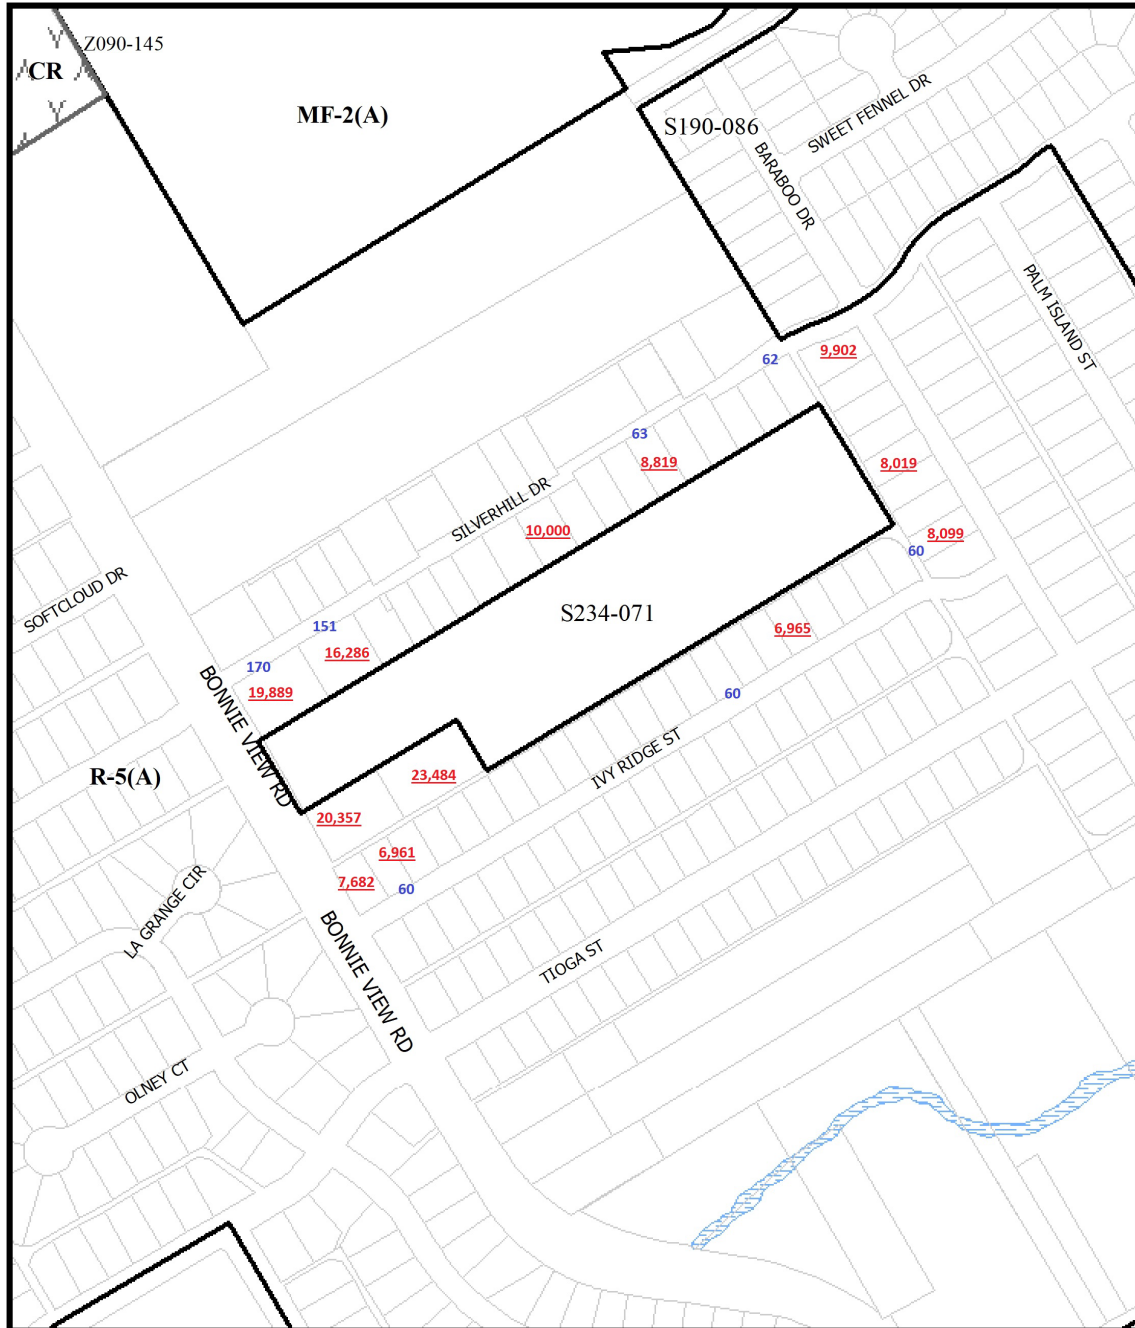 Z090-145
CR
MF-2(A)
S190-086
SWEET FENNEL DR
BARABOO DR
PALM ISLAND ST
62
9,902
63
8,819
8,019
SILVERHILL DR
10,000
8,099
60
SOFTCLOUD DR
S234-071
151
16,286
6,965
170
19,889
60
BONNIE VIEW RD
R-5(A)
23,484
IVY RIDGE ST
20,357
6,961
7,682
60
LA GRANGE CIR
BONNIE VIEW RD
TIOGA ST
OLNEY CT